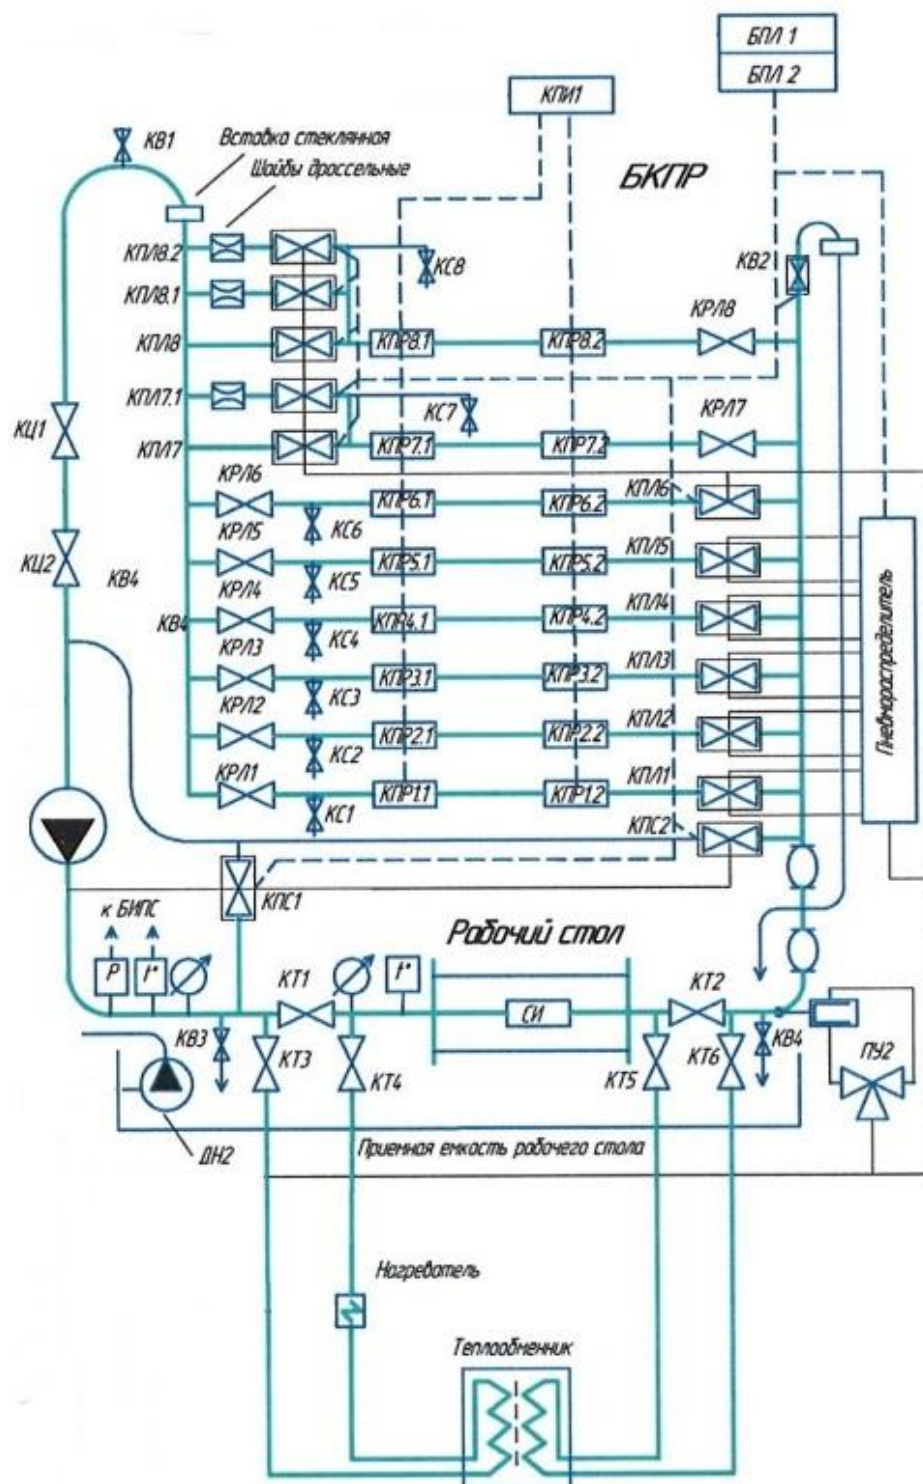 БПЛ 1
БПЛ 2
КПИ1
КВ1
Вставка стеклянная
Шайбы дроссельные
БКПР
КПЛ8.2
КС8
КВ2
КПЛ8.1
КРЛ8
КПЛ8
КПР8.1
КПР8.2
КПЛ7.1
КС7
КРЛ7
КЦ1
КПЛ7
КПР7.1
КПР7.2
КРЛ6
КПЛ6
КПР6.1
КПР6.2
КС6
КРЛ5
КПЛ5
КЦ2
КВ4
КПР5.1
КПР5.2
КС5
КРЛ4
КПЛ4
КВ4
КПР4.1
КПР4.2
КС4
КРЛ3
КПЛ3
КПР3.1
КПР3.2
КС3
Пневмораспределитель
КРЛ2
КПЛ2
КПР2.1
КПР2.2
КС2
КРЛ1
КПЛ1
КПР1.1
КПР1.2
КС1
КПС2
КПС1
к БИПС
Рабочий стол
Р
t°
КТ1
t°
КТ2
СИ
КВ3
КТ3
КТ4
КТ5
КТ6
КВ4
ПУ2
ДН2
Приемная емкость рабочего стола
Нагреватель
Теплообменник